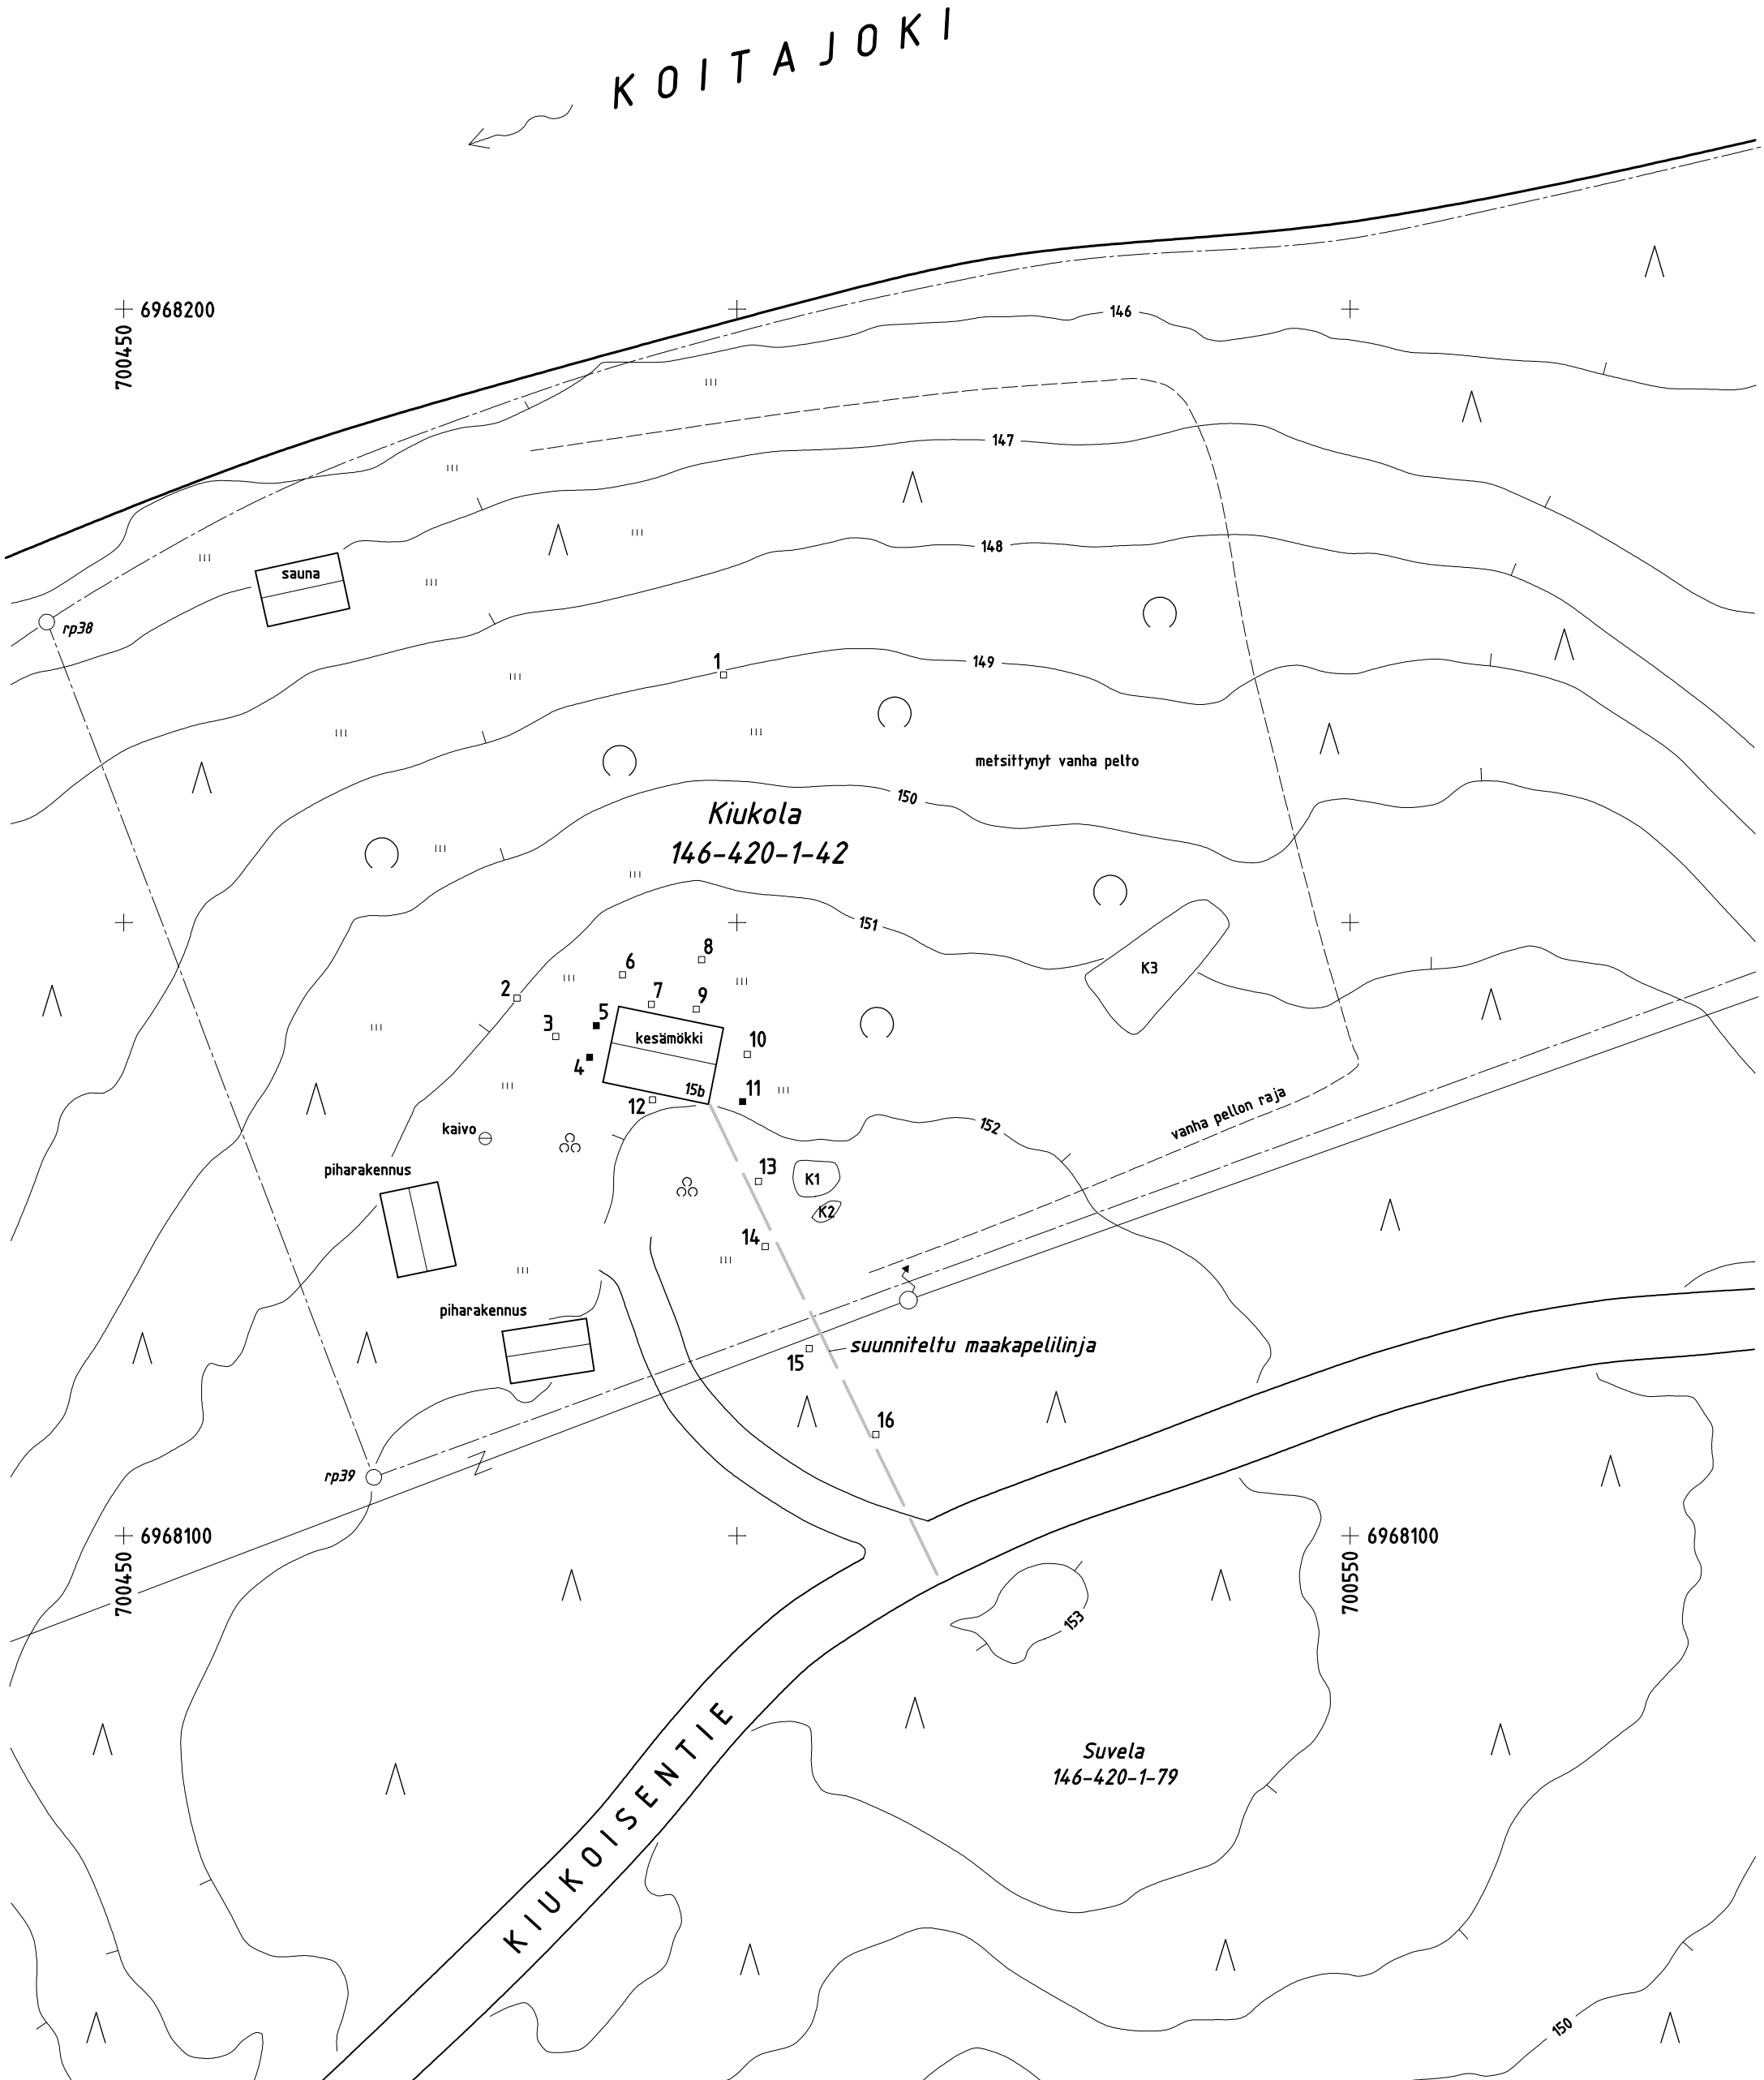 KOITAJOKI
6968200
700450
146
147
148
sauna
rp38
1
149
metsittynyt vanha pelto
150
Kiukola
146-420-1-42
151
8
6
K3
2
7
9
5
3
kesämökki
10
4
15b
11
12
vanha pellon raja
kaivo
152
piharakennus
13
K1
K2
14
piharakennus
suunniteltu maakapelilinja
15
16
rp39
6968100
700450
6968100
700550
153
KIUKOISENTIE
Suvela
146-420-1-79
150